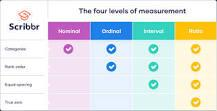 Scribbr
The four levels of measurement
Nominal Ordinal Interval Ratio
Categories
Rank order
Equal spacing
True zero